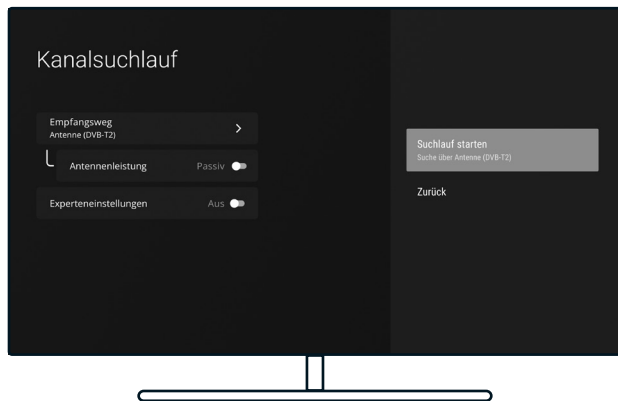 Kanalsuchlauf
Empfangsweg
Antenne (DVB-T2)
Antennenleistung Passiv
Experteneinstellungen Aus
Suchlauf starten
Suche über Antenne (DVB-T2)
Zurück